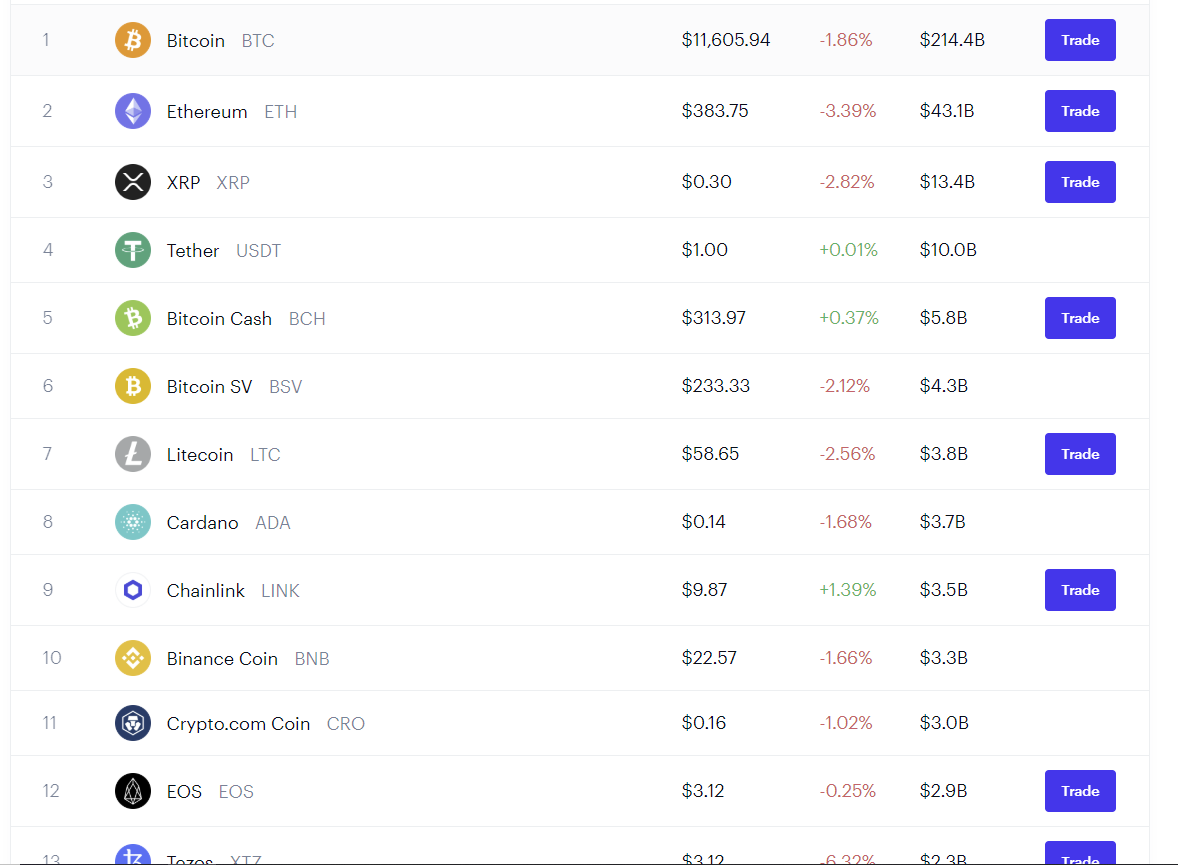 1 Bitcoin BTC $11,605.94 -1.86% $214.4B Trade
2 Ethereum ETH $383.75 -3.39% $43.1B Trade
3 XRP XRP $0.30 -2.82% $13.4B Trade
4 Tether USDT $1.00 +0.01% $10.0B
5 Bitcoin Cash BCH $313.97 +0.37% $5.8B Trade
6 Bitcoin SV BSV $233.33 -2.12% $4.3B
7 Litecoin LTC $58.65 -2.56% $3.8B Trade
8 Cardano ADA $0.14 -1.68% $3.7B
9 Chainlink LINK $9.87 +1.39% $3.5B Trade
10 Binance Coin BNB $22.57 -1.66% $3.3B
11 Crypto.com Coin CRO $0.16 -1.02% $3.0B
12 EOS EOS $3.12 -0.25% $2.9B Trade
13 Tezos XTZ $3.12 -6.32% $2.3B Trade